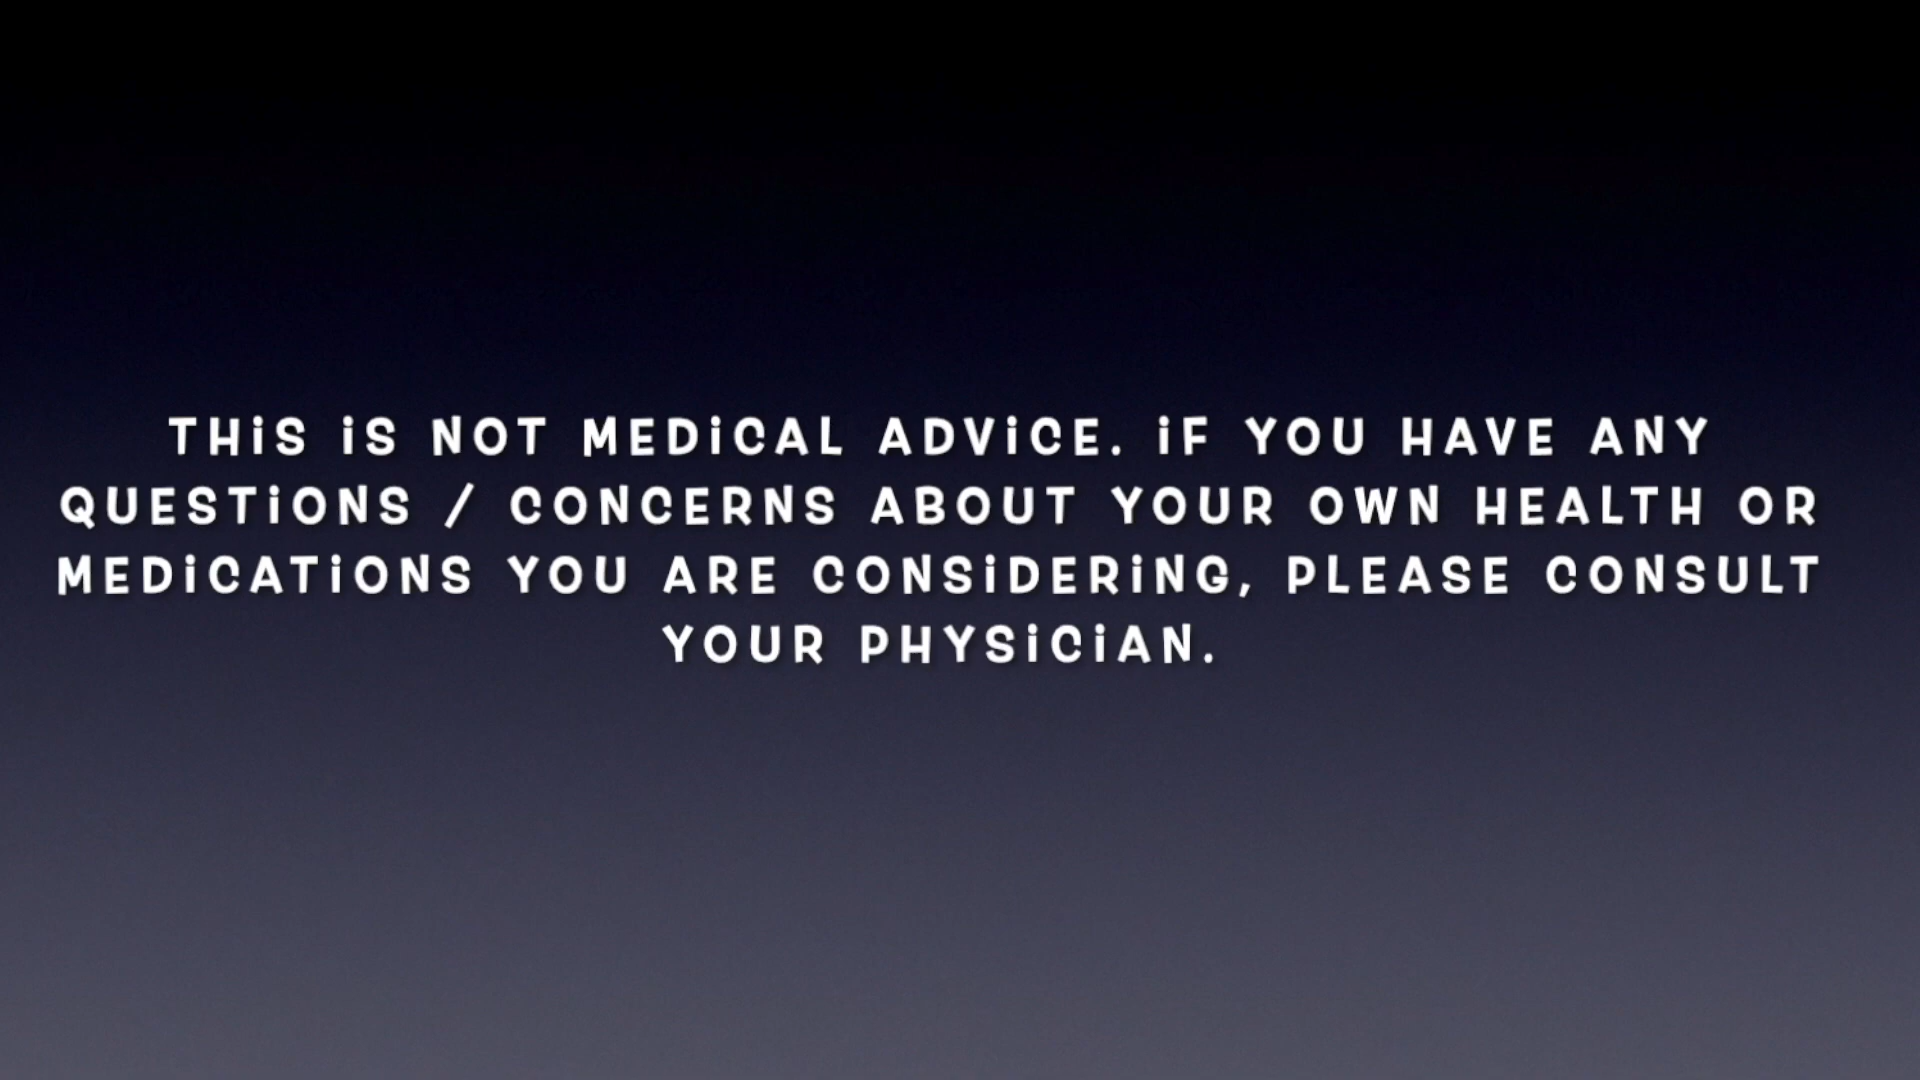 THiS iS NOT MEDiCAL ADViCE. iF YOU HAVE ANY
QUESTiONS / CONCERNS ABOUT YOUR OWN HEALTH OR
MEDiCATiONS YOU ARE CONSiDERiNG, PLEASE CONSULT
YOUR PHYSiCiAN.